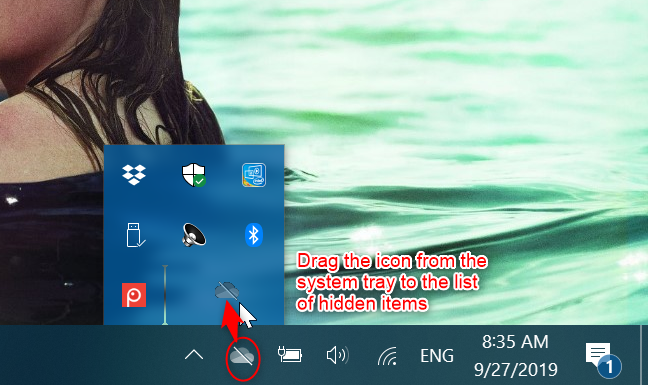 Drag the icon from the
system tray to the list
of hidden items
ENG
8:35 AM
9/27/2019
1